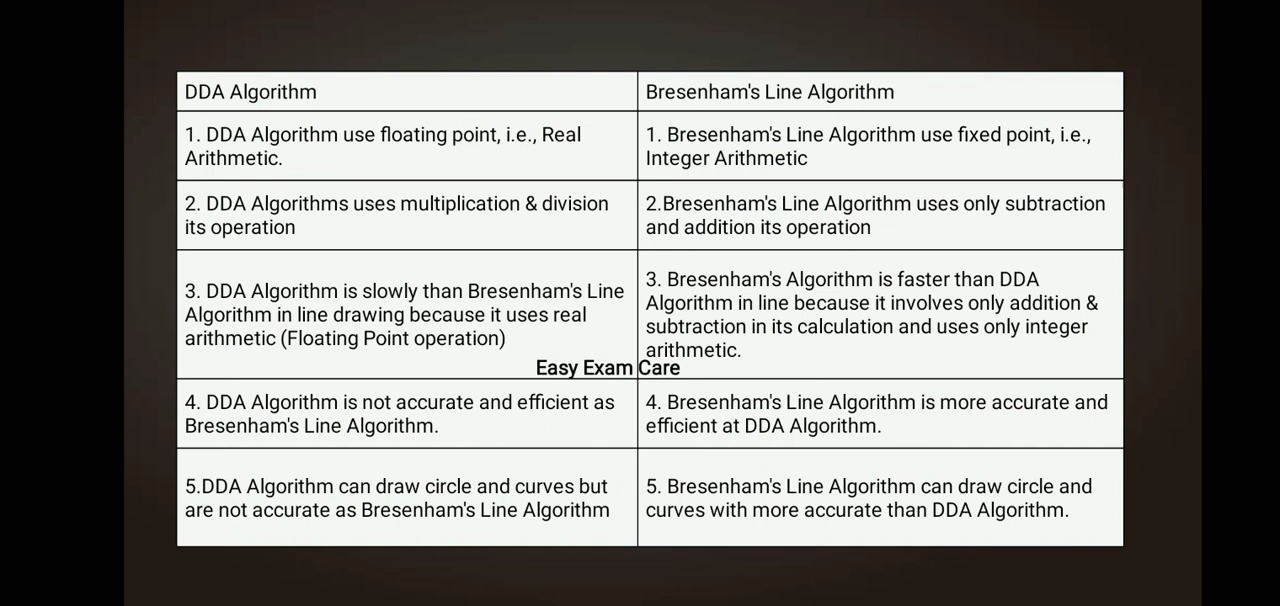 DDA Algorithm
Bresenham's Line Algorithm
1. DDA Algorithm use floating point, i.e., Real
Arithmetic.
1. Bresenham's Line Algorithm use fixed point, i.e.,
Integer Arithmetic
2. DDA Algorithms uses multiplication & division
its operation
2.Bresenham's Line Algorithm uses only subtraction
and addition its operation
3. DDA Algorithm is slowly than Bresenham's Line
Algorithm in line drawing because it uses real
arithmetic (Floating Point operation)
3. Bresenham's Algorithm is faster than DDA
Algorithm in line because it involves only addition &
subtraction in its calculation and uses only integer
arithmetic.
Easy Exam Care
4. DDA Algorithm is not accurate and efficient as
Bresenham's Line Algorithm.
4. Bresenham's Line Algorithm is more accurate and
efficient at DDA Algorithm.
5.DDA Algorithm can draw circle and curves but
are not accurate as Bresenham's Line Algorithm
5. Bresenham's Line Algorithm can draw circle and
curves with more accurate than DDA Algorithm.